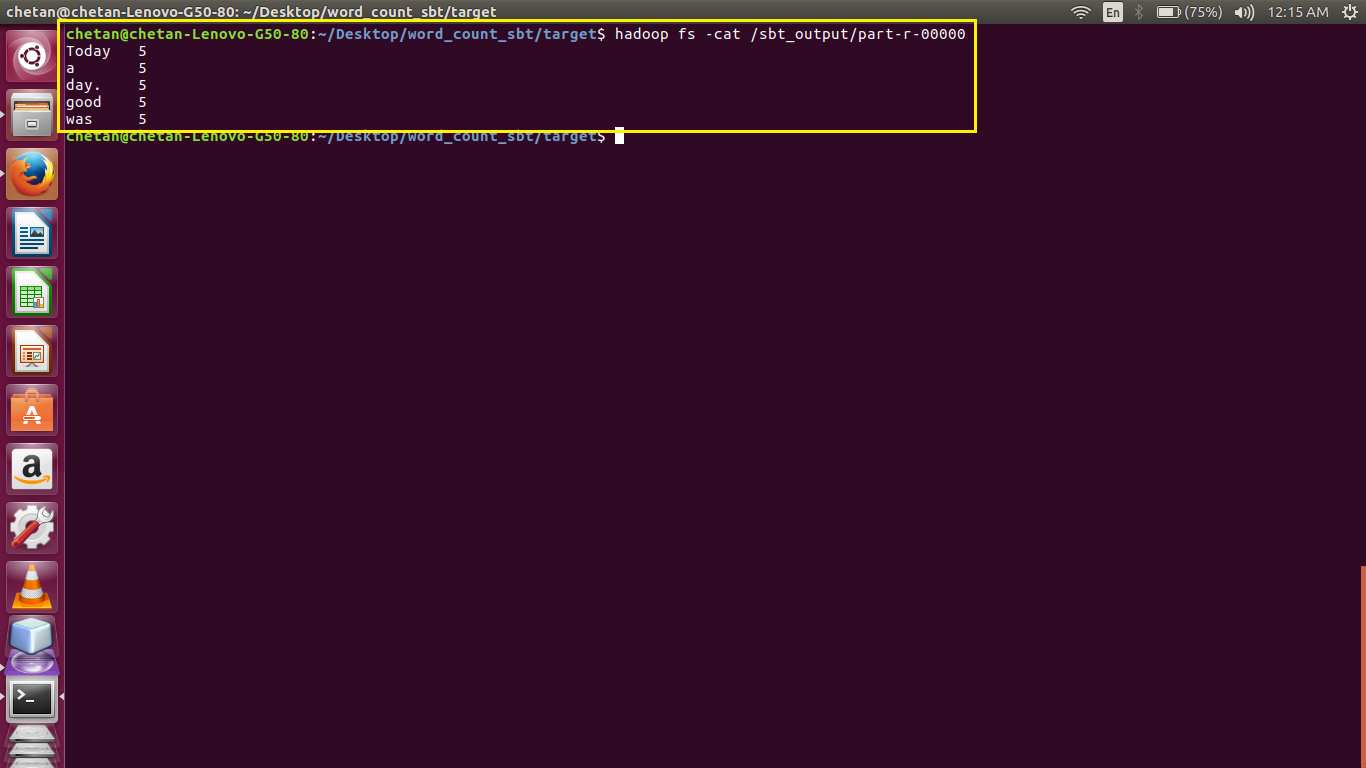 chetan@chetan-Lenovo-G50-80: ~/Desktop/word_count_sbt/target
En
(75%)
12:15 AM
chetan@chetan-Lenovo-G50-80:~/Desktop/word_count_sbt/target$ hadoop fs -cat /sbt_output/part-r-00000
Today 5
a 5
day. 5
good 5
was 5
chetan@chetan-Lenovo-G50-80:~/Desktop/word_count_sbt/target$
A
a
>_